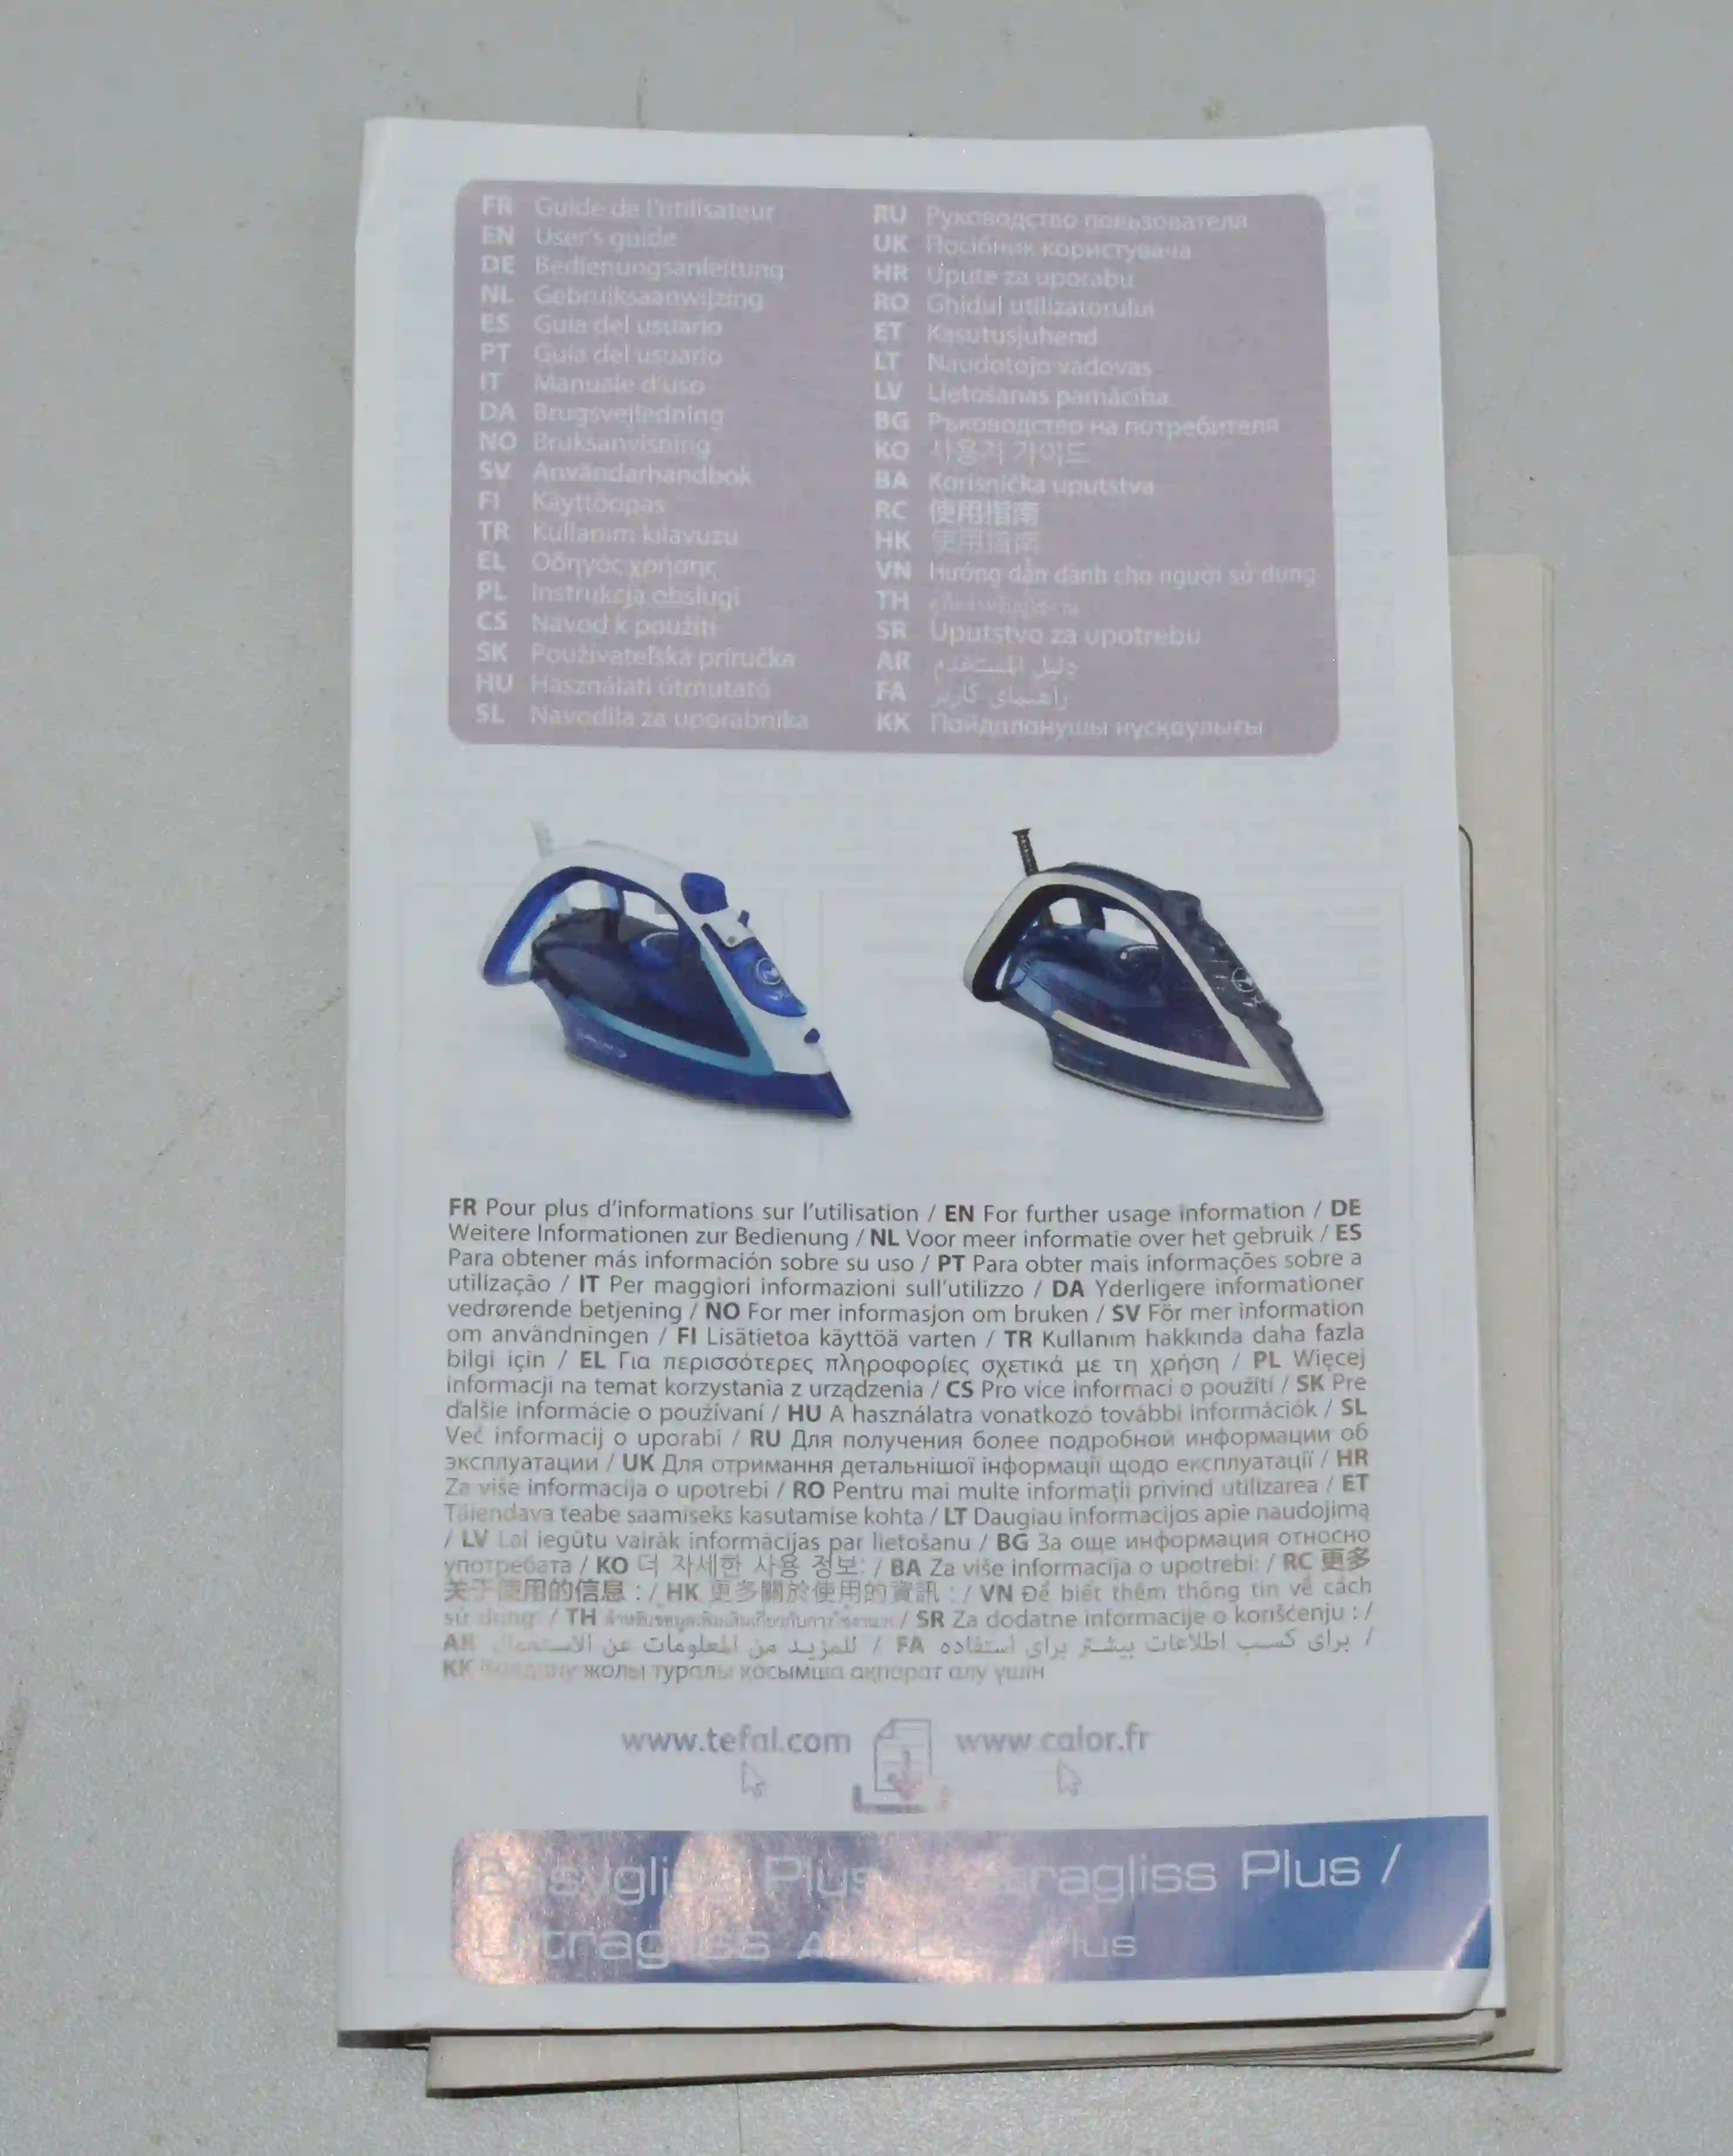 FR Guide de l'utilisateur
EN User's guide
DE Bedienungsanleitung
NL Gebruiksaanwijzing
ES Guía del usuario
PT Guía del usuario
IT Manuale d'uso
DA Brugsvejledning
NO Bruksanvisning
SV Användarhandbok
FI Käyttöopas
TR Kullanım kılavuzu
EL Οδηγός χρήσης
PL Instrukcja obsługi
CS Návod k použití
SK Používateľská príručka
HU Használati útmutató
SL Navodila za uporabnika
RU Руководство пользователя
UK Посібник користувача
HR Upute za uporabu
RO Ghidul utilizatorului
ET Kasutusjuhend
LT Naudotojo vadovas
LV Lietošanas pamācība
BG Ръководство на потребителя
KO 사용자 가이드
BA Korisnička uputstva
RC 使用指南
HK 使用指南
VN Hướng dẫn dành cho người sử dụng
TH
SR Uputstvo za upotrebu
AR دليل المستخدم
FA راهنمای کاربر
KK Пайдаланушы нұсқаулығы
FR Pour plus d'informations sur l'utilisation / EN For further usage information / DE
Weitere Informationen zur Bedienung / NL Voor meer informatie over het gebruik / ES
Para obtener más información sobre su uso / PT Para obter mais informações sobre a
utilização / IT Per maggiori informazioni sull'utilizzo / DA Yderligere informationer
vedrørende betjening / NO For mer informasjon om bruken / SV För mer information
om användningen / FI Lisätietoa käyttöä varten / TR Kullanım hakkında daha fazla
bilgi için / EL Για περισσότερες πληροφορίες σχετικά με τη χρήση / PL Więcej
informacji na temat korzystania z urządzenia / CS Pro více informací o použití / SK Pre
ďalšie informácie o používaní / HU A használatra vonatkozó további információk / SL
Več informacij o uporabi / RU Для получения более подробной информации об
эксплуатации / UK Для отримання детальнішої інформації щодо експлуатації / HR
Za više informacija o upotrebi / RO Pentru mai multe informații privind utilizarea / ET
Täiendava teabe saamiseks kasutamise kohta / LT Daugiau informacijos apie naudojimą
/ LV Lai iegūtu vairāk informācijas par lietošanu / BG За още информация относно
употребата / KO 더 자세한 사용 정보: / BA Za više informacija o upotrebi: / RC 更多
关于使用的信息 : / HK 更多關於使用的資訊 : / VN Để biết thêm thông tin về cách
sử dụng: / TH / SR Za dodatne informacije o korišćenju : /
AR للمزيد من المعلومات عن الاستعمال / FA برای کسب اطلاعات بیشتر برای استفاده /
KK жолы туралы қосымша ақпарат алу үшін
www.tefal.com www.calor.fr
Easygliss Plus Ultragliss Plus /
Ultragliss Plus